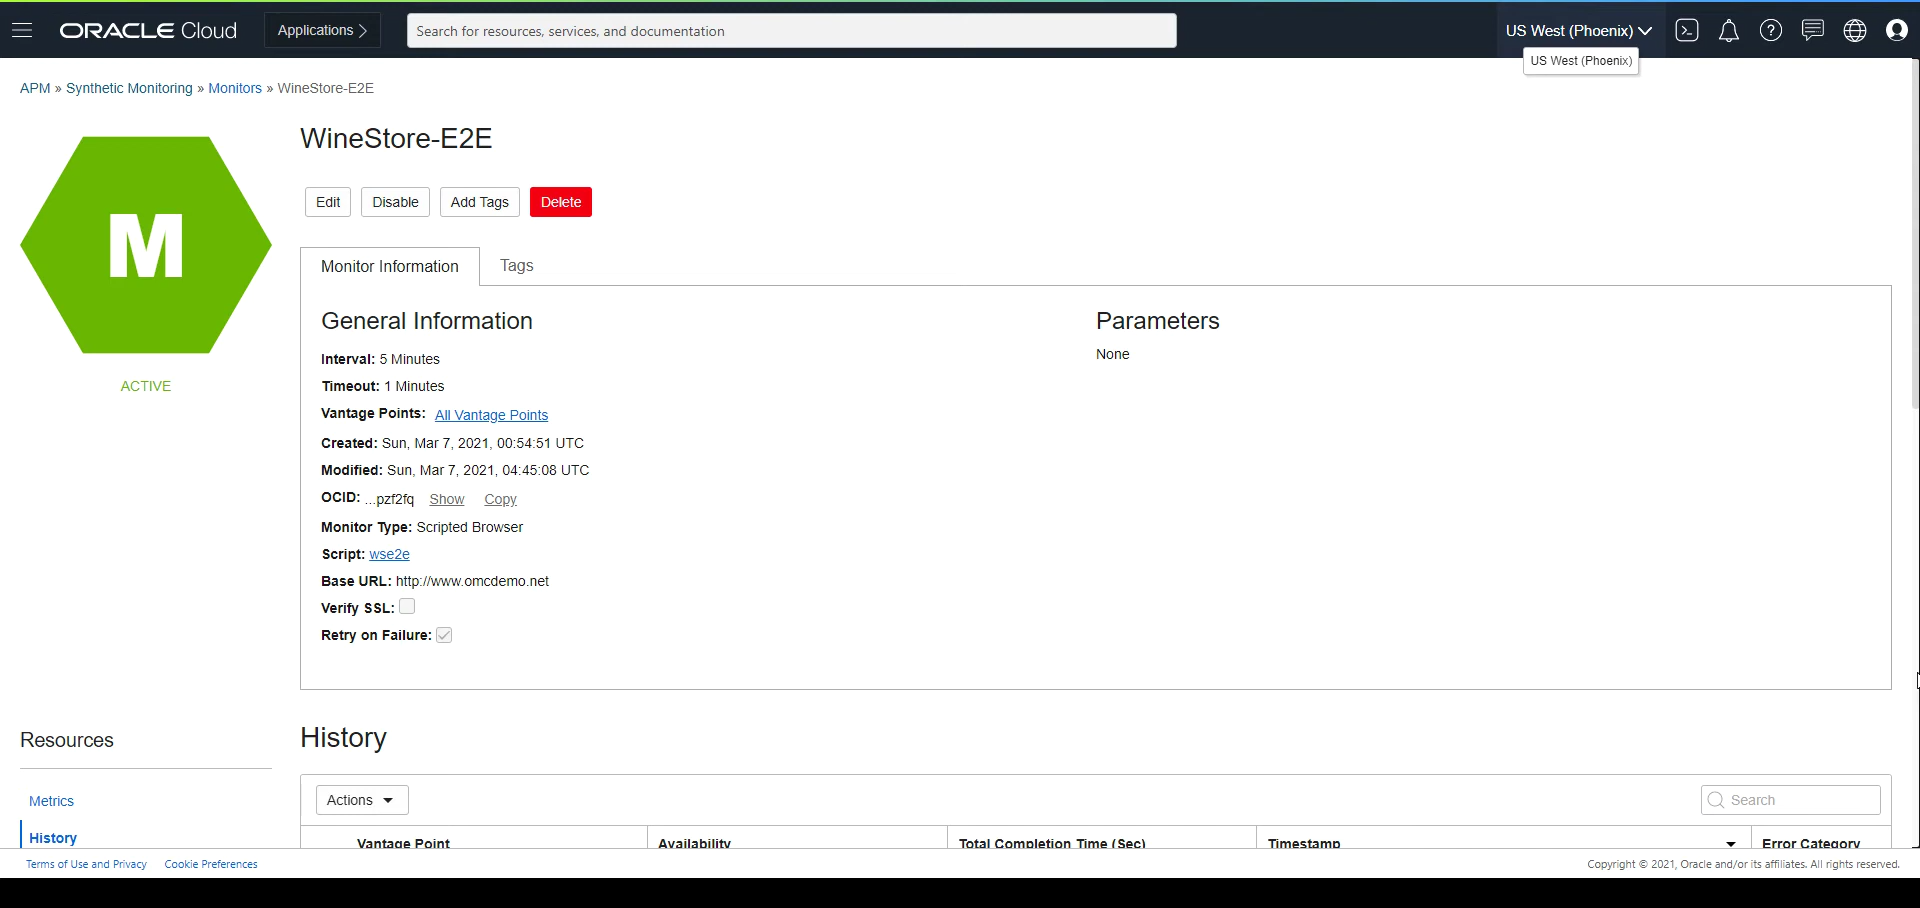 ORACLE Cloud
Applications
Search for resources, services, and documentation
US West (Phoenix)
US West (Phoenix)
APM » Synthetic Monitoring » Monitors » WineStore-E2E
M
ACTIVE
WineStore-E2E
Edit
Disable
Add Tags
Delete
Monitor Information
Tags
General Information
Interval: 5 Minutes
Timeout: 1 Minutes
Vantage Points: All Vantage Points
Created: Sun, Mar 7, 2021, 00:54:51 UTC
Modified: Sun, Mar 7, 2021, 04:45:08 UTC
OCID: ...pzf2fq Show Copy
Monitor Type: Scripted Browser
Script: wse2e
Base URL: http://www.omcdemo.net
Verify SSL:
Retry on Failure:
Parameters
None
Resources
Metrics
History
History
Actions
Search
Vantage Point
Availability
Total Completion Time (Sec)
Timestamp
Error Category
Terms of Use and Privacy
Cookie Preferences
Copyright © 2021, Oracle and/or its affiliates. All rights reserved.